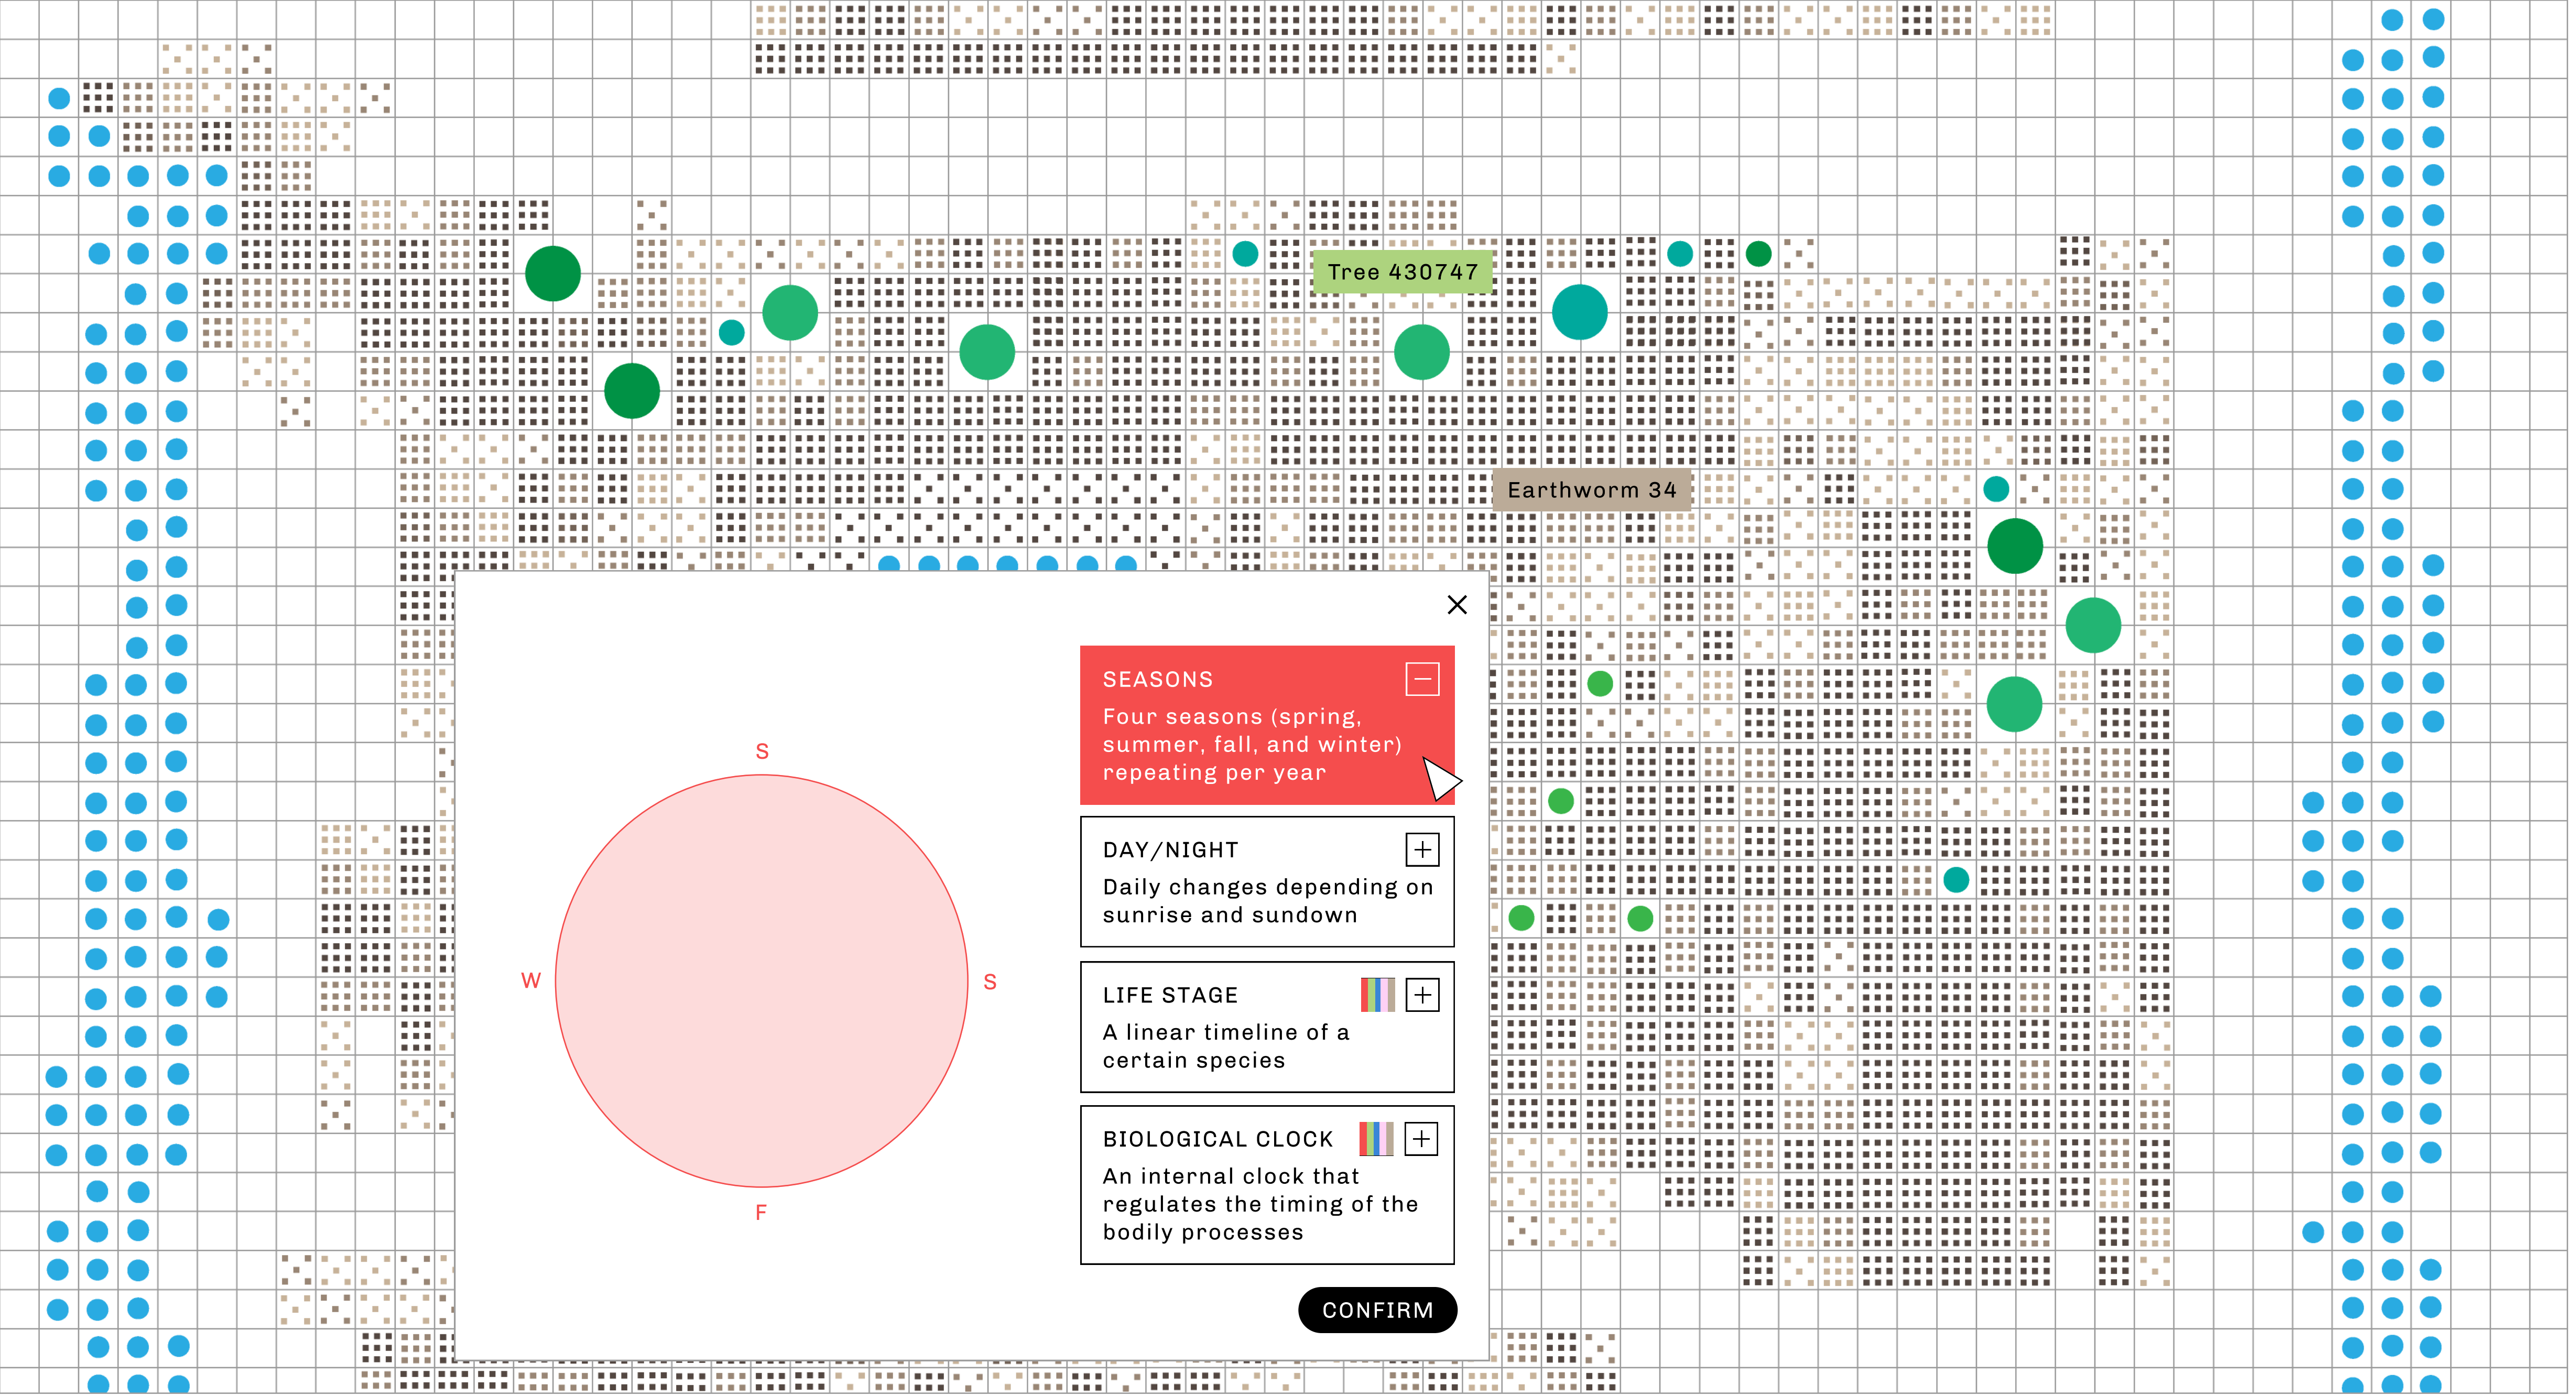 Tree 430747
Earthworm 34
S
W
S
F
SEASONS
Four seasons (spring,
summer, fall, and winter)
repeating per year
DAY/NIGHT
Daily changes depending on
sunrise and sundown
LIFE STAGE
A linear timeline of a
certain species
BIOLOGICAL CLOCK
An internal clock that
regulates the timing of the
bodily processes
CONFIRM